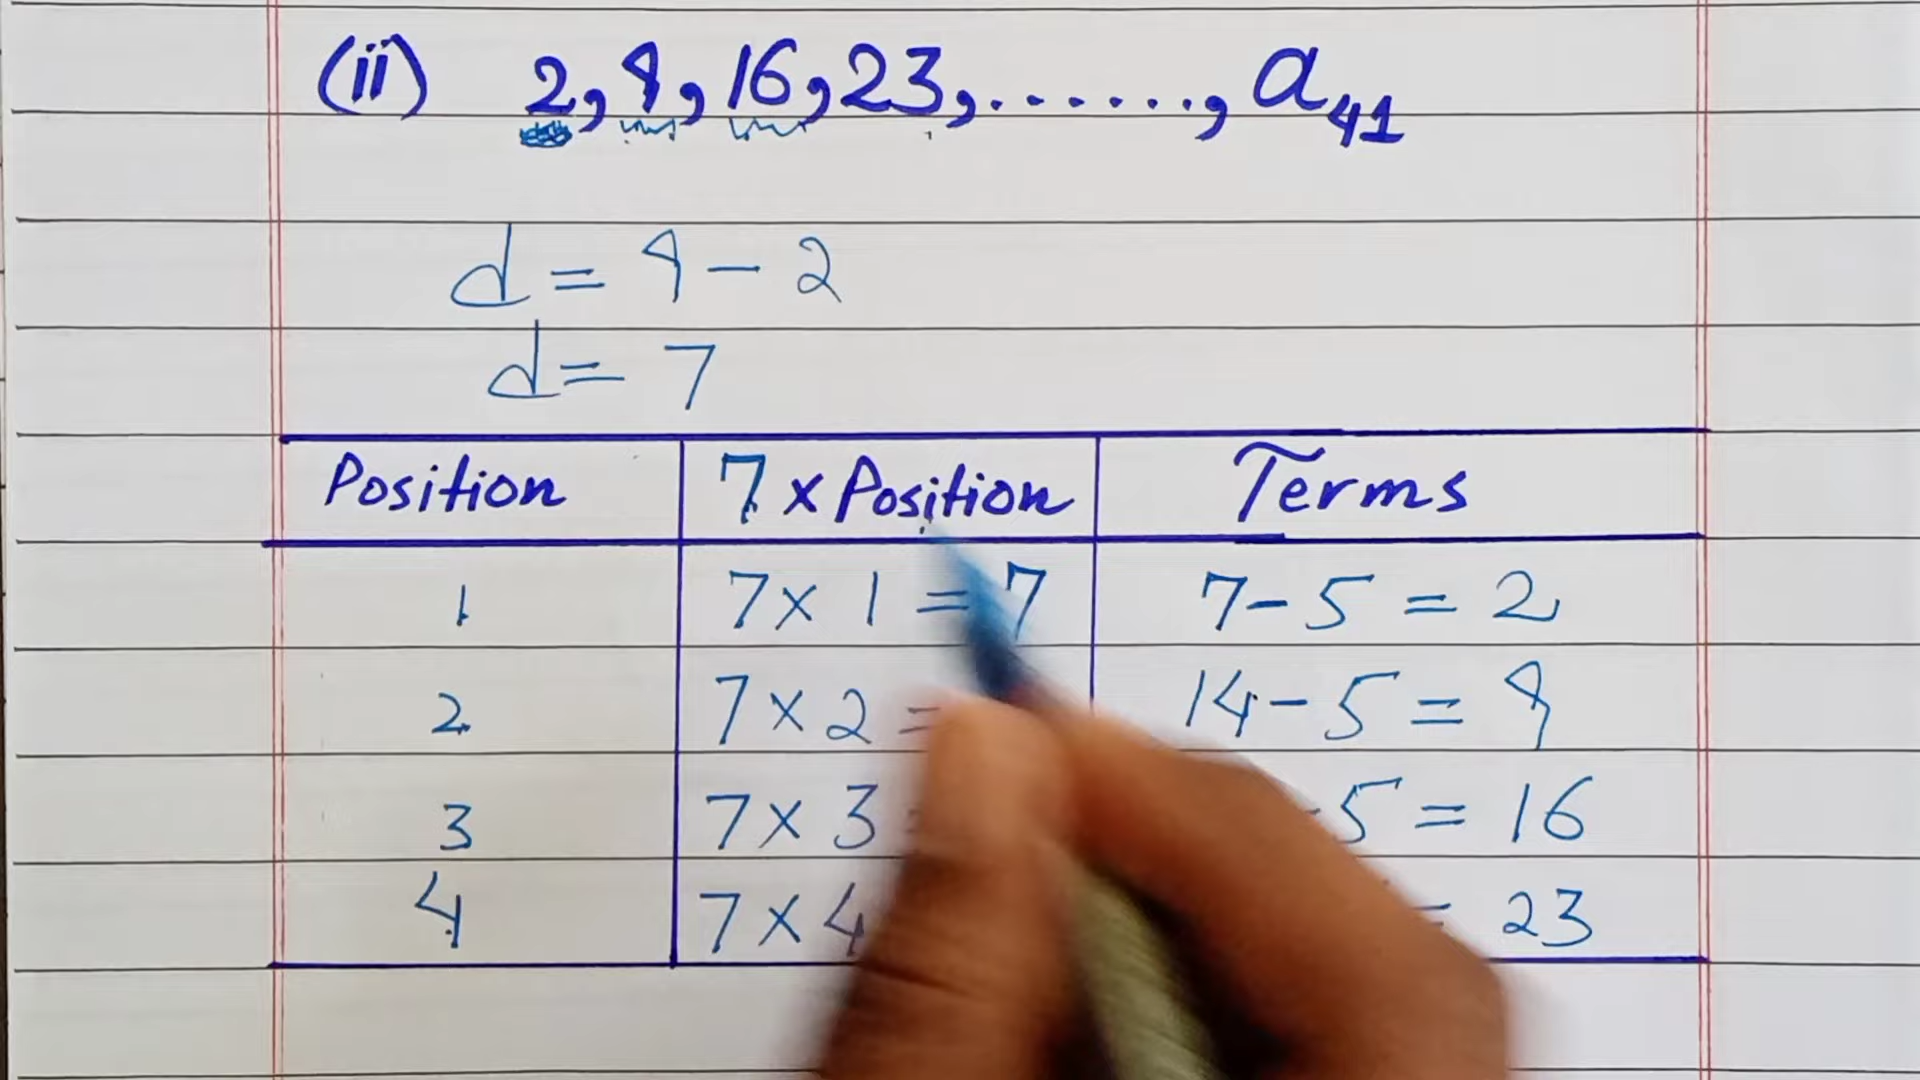 (ii) 2, 9, 16, 23, ......., a₄₁
d = 9 - 2
d = 7
Position 7 x Position Terms
1 7 x 1 = 7 7 - 5 = 2
2 7 x 2 = 14 - 5 = 9
3 7 x 3 - 5 = 16
4 7 x 4 = 23